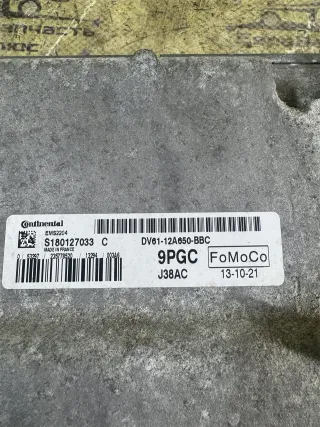 Continental
EMS2204
S180127033 C
MADE IN FRANCE
DV61-12A650-BBC
9PGC
J38AC
FoMoCo
13-10-21